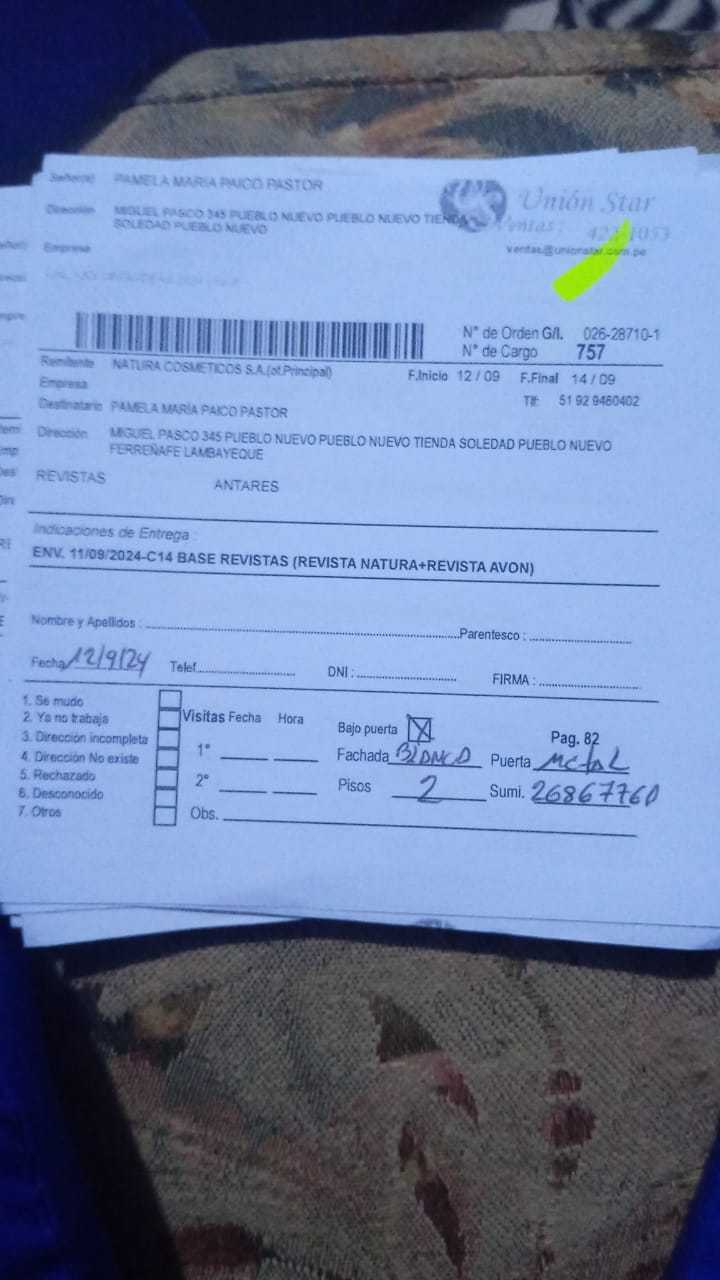 Señor(a) PAMELA MARIA PAICO PASTOR
Unión Star
Dirección MIGUEL PASCO 345 PUEBLO NUEVO PUEBLO NUEVO TIENDA
SOLEDAD PUEBLO NUEVO
Ventas: 1053
ventas@unionstar.com.pe
Empresa
N° de Orden G/I. 026-28710-1
N° de Cargo 757
Remitente NATURA COSMETICOS S.A.(of.Principal)
F.Inicio 12 / 09 F.Final 14 / 09
Empresa
Tlf: 51 92 9460402
Destinatario PAMELA MARÍA PAICO PASTOR
Dirección MIGUEL PASCO 345 PUEBLO NUEVO PUEBLO NUEVO TIENDA SOLEDAD PUEBLO NUEVO
FERREÑAFE LAMBAYEQUE
REVISTAS ANTARES
Indicaciones de Entrega :
ENV. 11/09/2024-C14 BASE REVISTAS (REVISTA NATURA+REVISTA AVON)
Nombre y Apellidos : Parentesco :
Fecha 12/9/24 Telef. DNI : FIRMA :
1. Se mudo
2. Ya no trabaja
3. Dirección incompleta
4. Dirección No existe
5. Rechazado
6. Desconocido
7. Otros
Visitas Fecha Hora
1°
2°
Obs.
Bajo puerta X Pag. 82
Fachada BLANCO Puerta Metal
Pisos 2 Sumi. 26867760